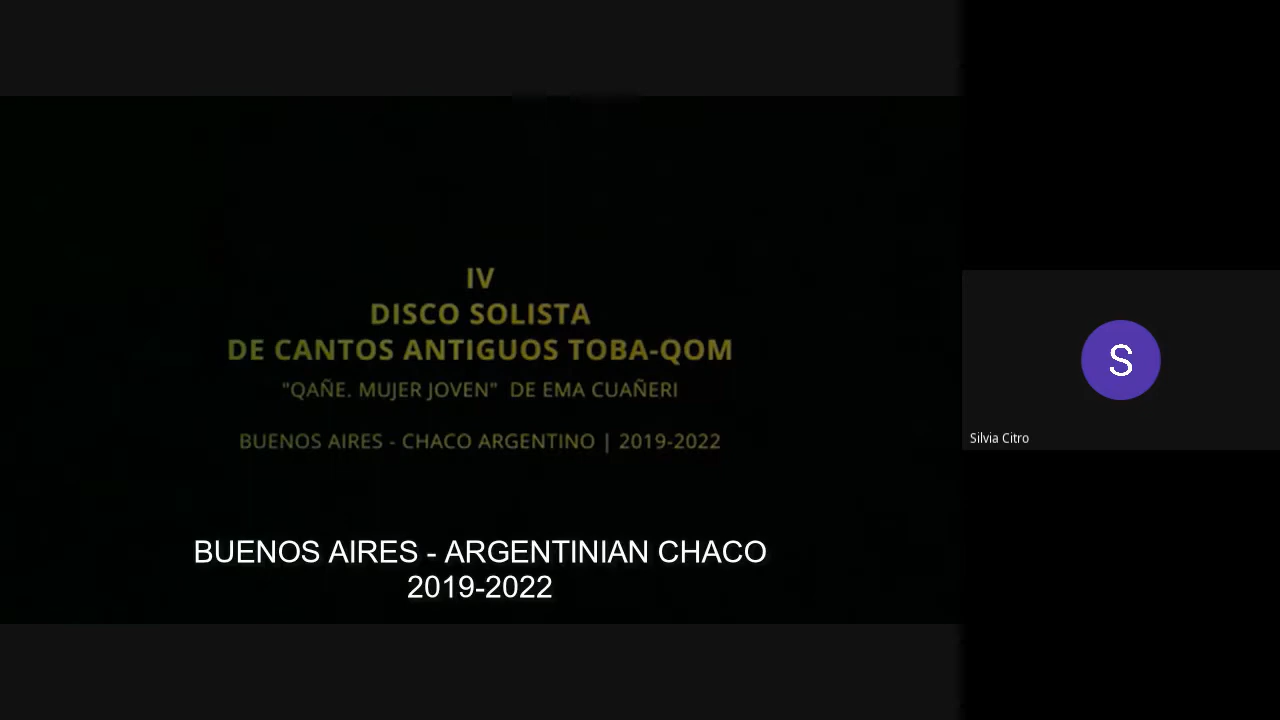 IV
DISCO SOLISTA
DE CANTOS ANTIGUOS TOBA-QOM
"QAÑE. MUJER JOVEN" DE EMA CUAÑERI
BUENOS AIRES - CHACO ARGENTINO | 2019-2022
BUENOS AIRES - ARGENTINIAN CHACO
2019-2022
S
Silvia Citro